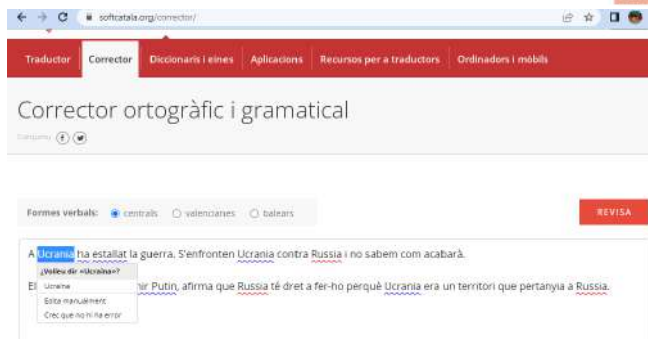 softcatala.org/corrector/
Traductor Corrector Diccionaris i eines Aplicacions Recursos per a traductors Ordinadors i mòbils
Corrector ortogràfic i gramatical
Formes verbals: centrals valencianes balears REVISA
A Ucrania ha estallat la guerra. S'enfronten Ucrania contra Russia i no sabem com acabarà.
¿Volleu dir «Ucraïna»?
El nir Putin, afirma que Russia té dret a fer-ho perquè Ucrania era un territori que pertanyia a Russia.
Ucraïna
Edita manualment
Crec que no hi ha error